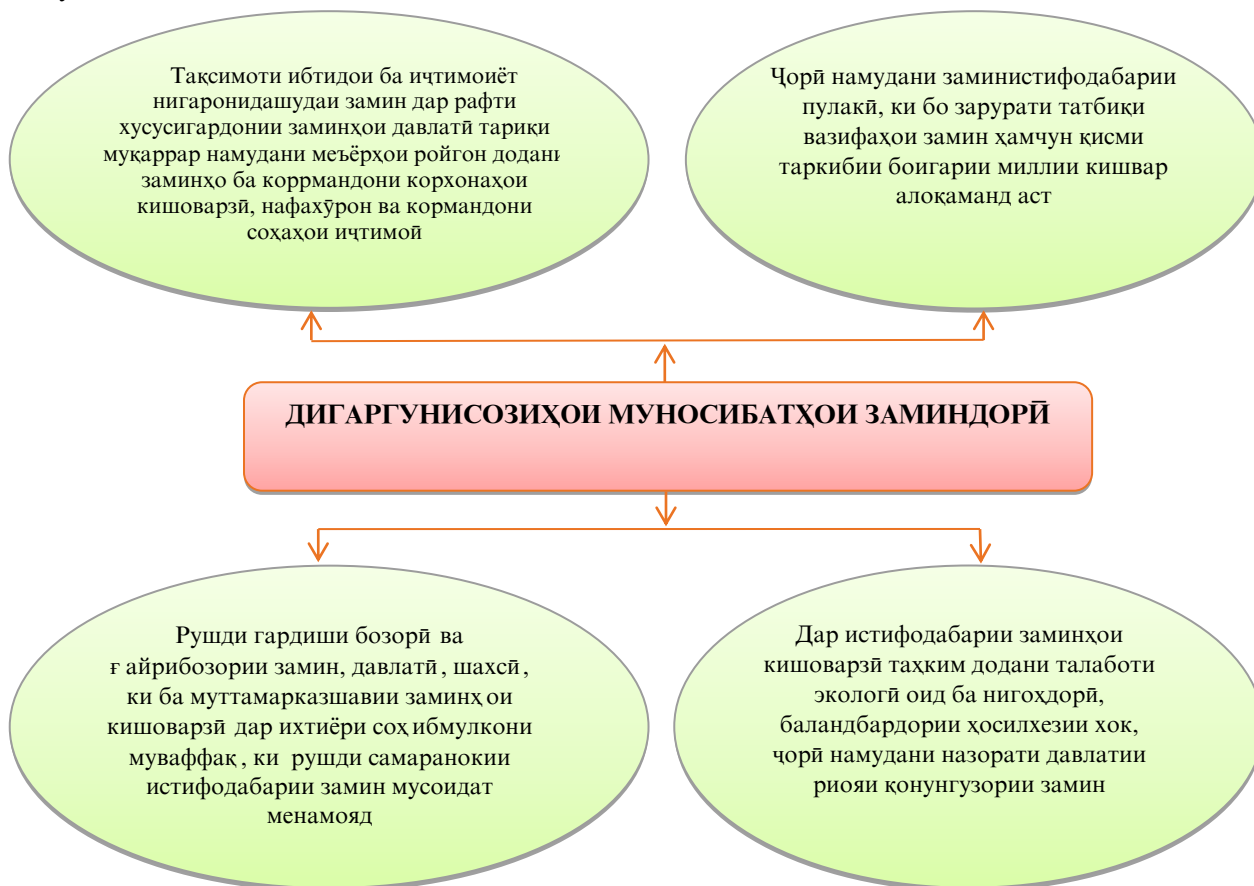 Тақсимоти ибтидои ба иҷтимоиёт
нигаронидашудаи замин дар рафти
хусусигардонии заминҳои давлатӣ тариқи
муқаррар намудани меъёрҳои ройгон додани
заминҳо ба коррмандони корхонаҳои
кишоварзӣ, нафахӯрон ва кормандони
соҳаҳои иҷтимоӣ
Ҷорӣ намудани заминистифодабарии
пулакӣ, ки бо зарурати татбиқи
вазифаҳои замин ҳамчун қисми
таркибии боигарии миллии кишвар
алоқаманд аст
ДИГАРГУНИСОЗИҲОИ МУНОСИБАТҲОИ ЗАМИНДОРӢ
Рушди гардиши бозорӣ ва
ғайрибозории замин, давлатӣ, шахсӣ,
ки ба муттамарказшавии заминҳои
кишоварзӣ дар ихтиёри соҳибмулкони
муваффақ, ки рушди самаранокии
истифодабарии замин мусоидат
менамояд
Дар истифодабарии заминҳои
кишоварзӣ таҳким додани талаботи
экологӣ оид ба нигоҳдорӣ,
баландбардории ҳосилхезии хок,
ҷорӣ намудани назорати давлатии
риояи қонунгузории замин